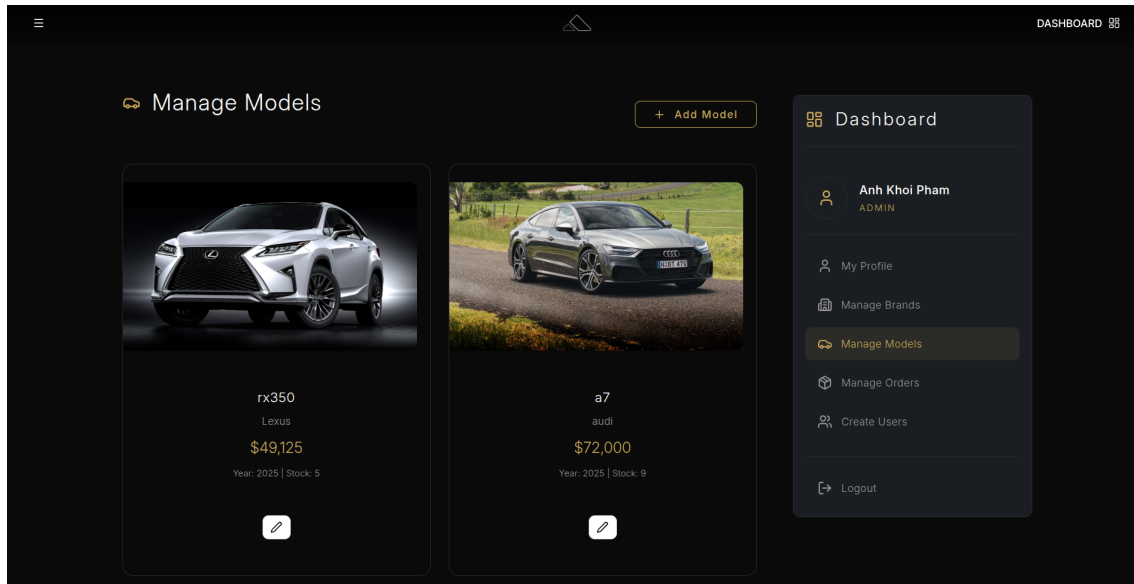 DASHBOARD
Manage Models
+ Add Model
rx350
Lexus
$49,125
Year: 2025 | Stock: 5
a7
audi
$72,000
Year: 2025 | Stock: 9
Dashboard
Anh Khoi Pham
ADMIN
My Profile
Manage Brands
Manage Models
Manage Orders
Create Users
Logout